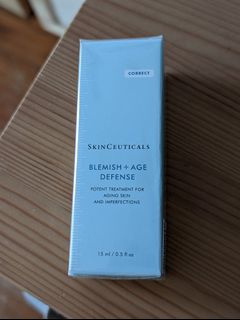 CORRECT
SKINCEUTICALS
BLEMISH + AGE
DEFENSE
POTENT TREATMENT FOR
AGING SKIN
AND IMPERFECTIONS
15 ml / 0.5 fl oz